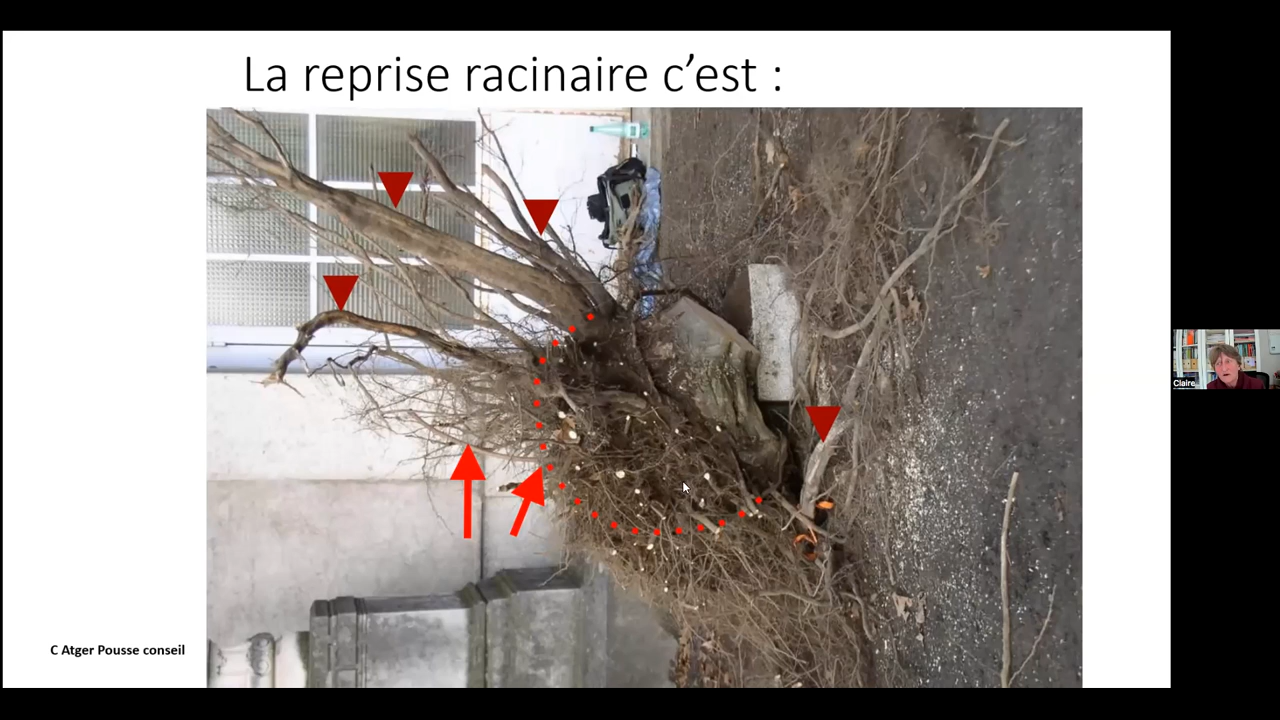 La reprise racinaire c’est :
C Atger Pousse conseil
Claire